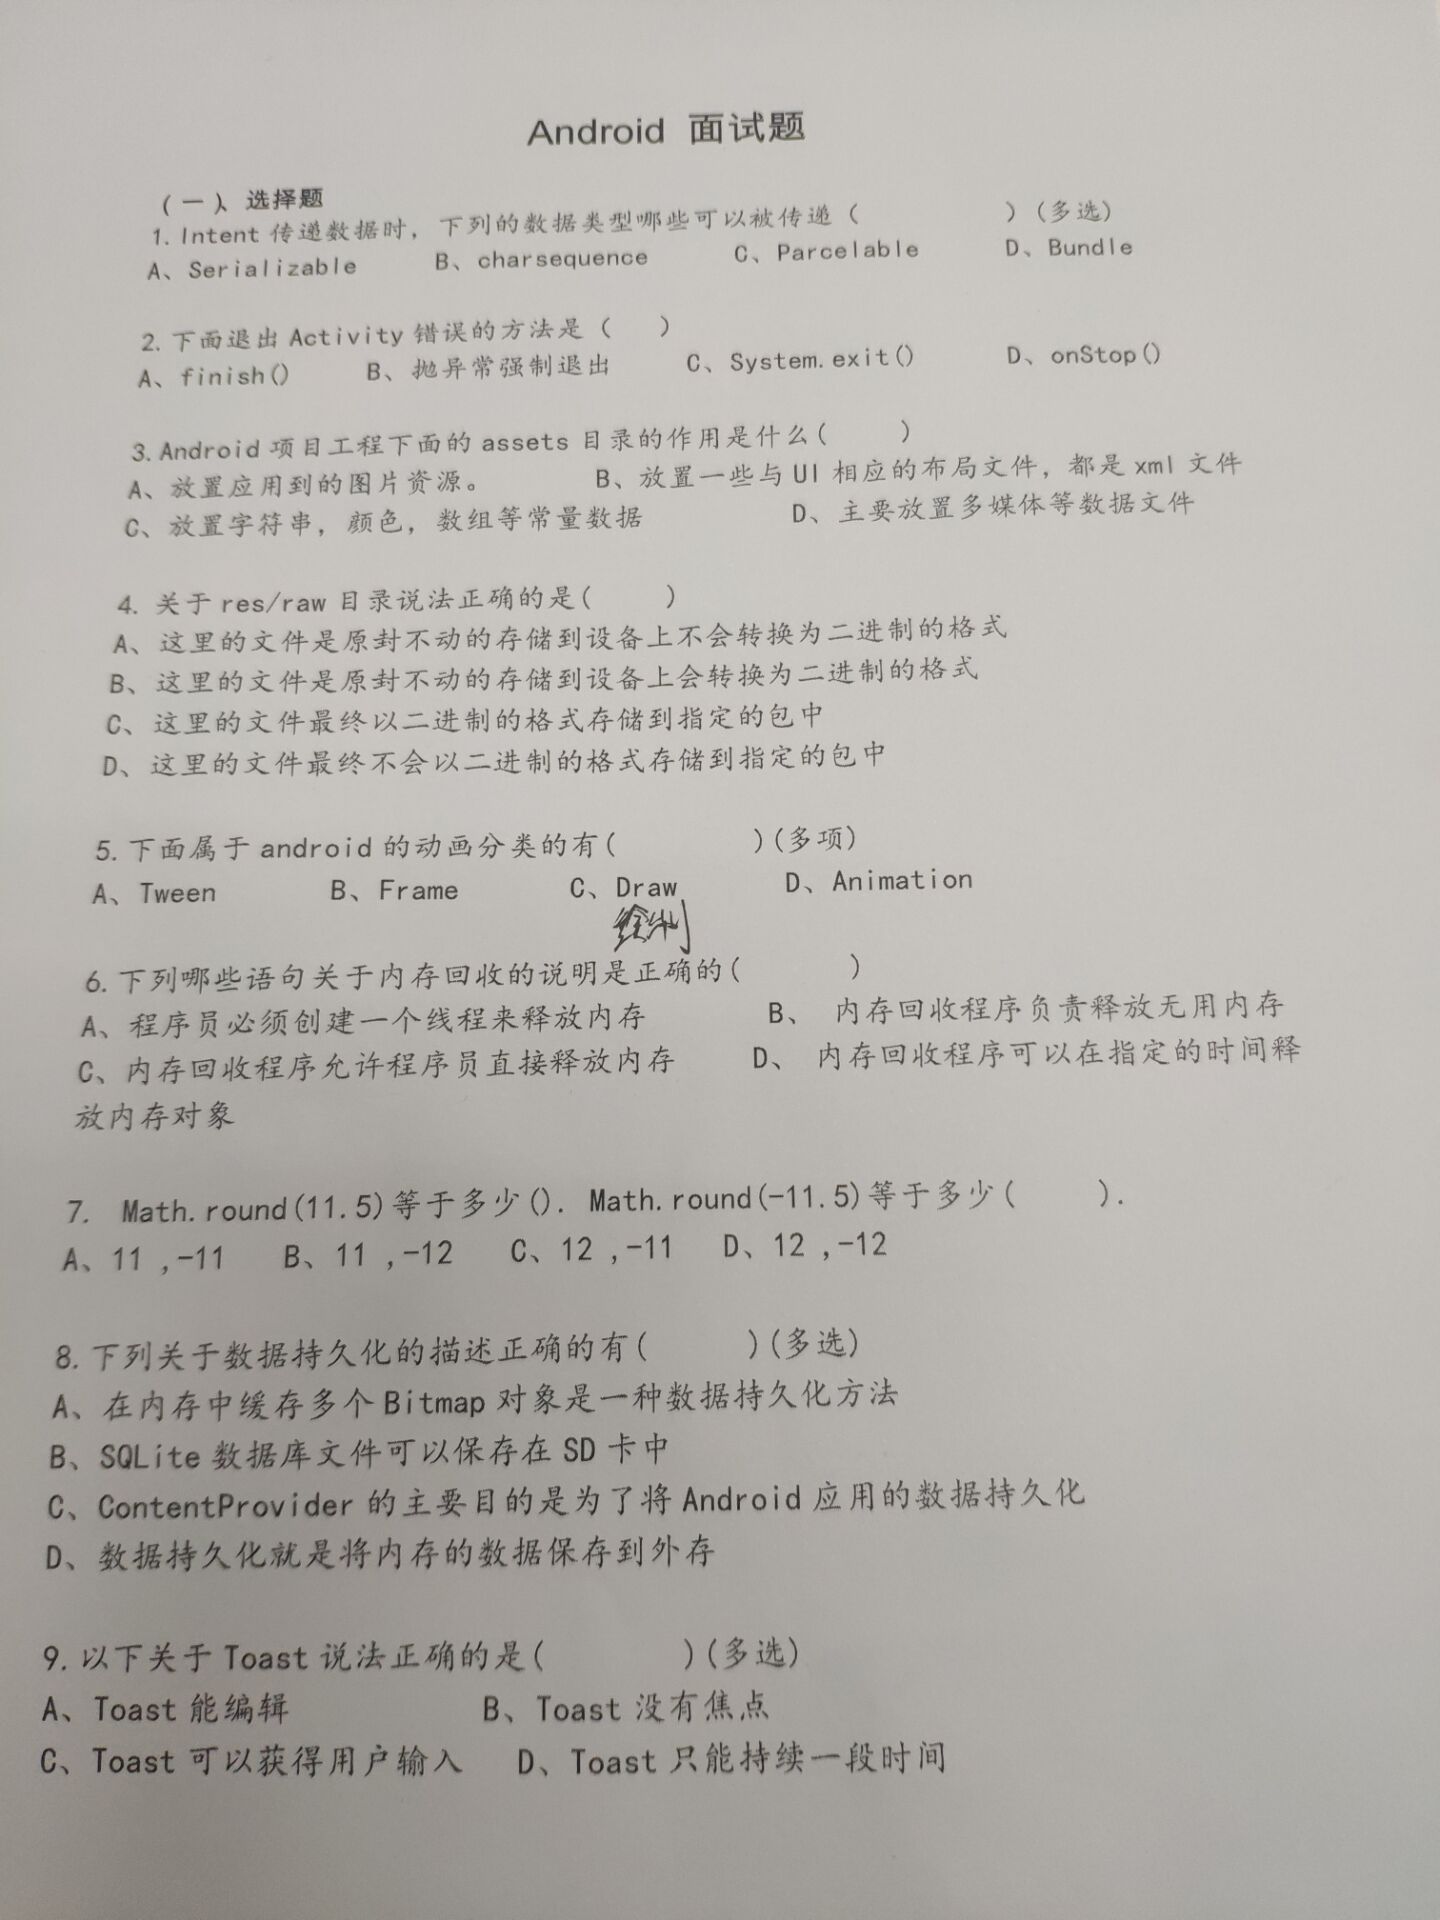 Android 面试题
(一)、选择题
1.Intent 传递数据时，下列的数据类型哪些可以被传递（ ）(多选)
A、Serializable B、charsequence C、Parcelable D、Bundle
2.下面退出 Activity 错误的方法是（ ）
A、finish() B、抛异常强制退出 C、System.exit() D、onStop()
3.Android 项目工程下面的 assets 目录的作用是什么( )
A、放置应用到的图片资源。 B、放置一些与 UI 相应的布局文件，都是 xml 文件
C、放置字符串，颜色，数组等常量数据 D、主要放置多媒体等数据文件
4. 关于 res/raw 目录说法正确的是( )
A、这里的文件是原封不动的存储到设备上不会转换为二进制的格式
B、这里的文件是原封不动的存储到设备上会转换为二进制的格式
C、这里的文件最终以二进制的格式存储到指定的包中
D、这里的文件最终不会以二进制的格式存储到指定的包中
5.下面属于 android 的动画分类的有( )(多项)
A、Tween B、Frame C、Draw D、Animation
绘制
6.下列哪些语句关于内存回收的说明是正确的( )
A、程序员必须创建一个线程来释放内存 B、 内存回收程序负责释放无用内存
C、内存回收程序允许程序员直接释放内存 D、 内存回收程序可以在指定的时间释
放内存对象
7. Math.round(11.5)等于多少(). Math.round(-11.5)等于多少( ).
A、11 ,-11 B、11 ,-12 C、12 ,-11 D、12 ,-12
8.下列关于数据持久化的描述正确的有( )(多选)
A、在内存中缓存多个 Bitmap 对象是一种数据持久化方法
B、SQLite 数据库文件可以保存在 SD 卡中
C、ContentProvider 的主要目的是为了将 Android 应用的数据持久化
D、数据持久化就是将内存的数据保存到外存
9.以下关于 Toast 说法正确的是( )(多选)
A、Toast 能编辑 B、Toast 没有焦点
C、Toast 可以获得用户输入 D、Toast 只能持续一段时间